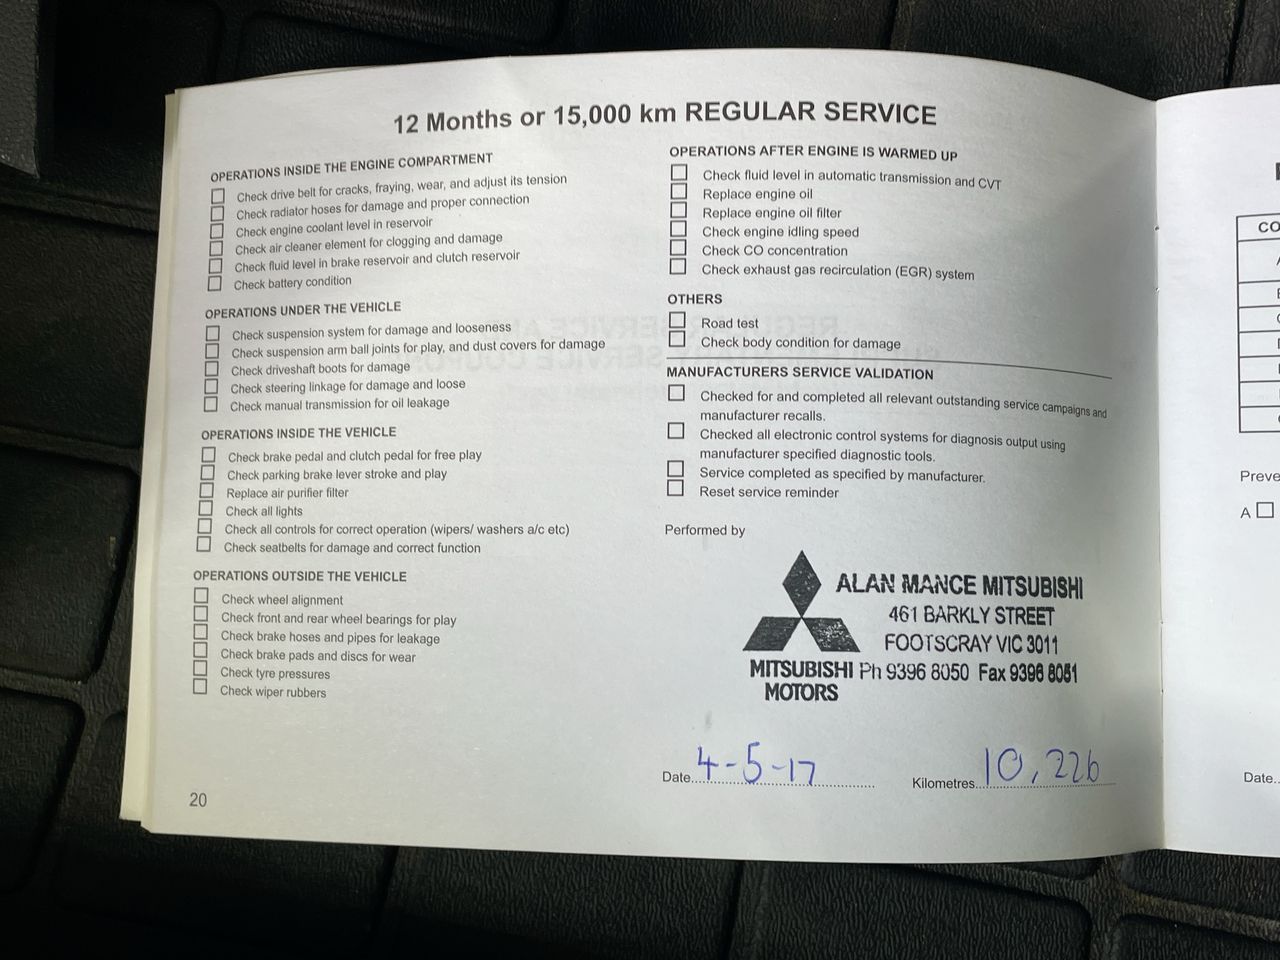 12 Months or 15,000 km REGULAR SERVICE
OPERATIONS INSIDE THE ENGINE COMPARTMENT
Check drive belt for cracks, fraying, wear, and adjust its tension
Check radiator hoses for damage and proper connection
Check engine coolant level in reservoir
Check air cleaner element for clogging and damage
Check fluid level in brake reservoir and clutch reservoir
Check battery condition
OPERATIONS UNDER THE VEHICLE
Check suspension system for damage and looseness
Check suspension arm ball joints for play, and dust covers for damage
Check driveshaft boots for damage
Check steering linkage for damage and loose
Check manual transmission for oil leakage
OPERATIONS INSIDE THE VEHICLE
Check brake pedal and clutch pedal for free play
Check parking brake lever stroke and play
Replace air purifier filter
Check all lights
Check all controls for correct operation (wipers/ washers a/c etc)
Check seatbelts for damage and correct function
OPERATIONS OUTSIDE THE VEHICLE
Check wheel alignment
Check front and rear wheel bearings for play
Check brake hoses and pipes for leakage
Check brake pads and discs for wear
Check tyre pressures
Check wiper rubbers
20
OPERATIONS AFTER ENGINE IS WARMED UP
Check fluid level in automatic transmission and CVT
Replace engine oil
Replace engine oil filter
Check engine idling speed
Check CO concentration
Check exhaust gas recirculation (EGR) system
OTHERS
Road test
Check body condition for damage
MANUFACTURERS SERVICE VALIDATION
Checked for and completed all relevant outstanding service campaigns and
manufacturer recalls.
Checked all electronic control systems for diagnosis output using
manufacturer specified diagnostic tools.
Service completed as specified by manufacturer.
Reset service reminder
Performed by
ALAN MANCE MITSUBISHI
461 BARKLY STREET
FOOTSCRAY VIC 3011
MITSUBISHI Ph 9396 8050 Fax 9396 8051
MOTORS
Date 4-5-17 Kilometres 10,226
CO
Preve
A
Date..